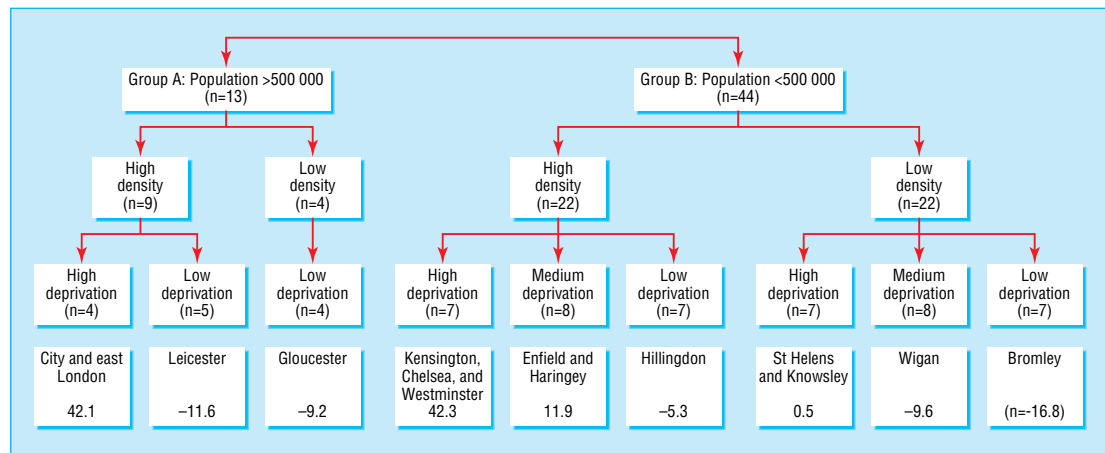 Group A: Population >500 000
(n=13)
Group B: Population <500 000
(n=44)
High
density
(n=9)
Low
density
(n=4)
High
density
(n=22)
Low
density
(n=22)
High
deprivation
(n=4)
Low
deprivation
(n=5)
Low
deprivation
(n=4)
High
deprivation
(n=7)
Medium
deprivation
(n=8)
Low
deprivation
(n=7)
High
deprivation
(n=7)
Medium
deprivation
(n=8)
Low
deprivation
(n=7)
City and east
London
42.1
Leicester
–11.6
Gloucester
–9.2
Kensington,
Chelsea, and
Westminster
42.3
Enfield and
Haringey
11.9
Hillingdon
–5.3
St Helens
and Knowsley
0.5
Wigan
–9.6
Bromley
(n=-16.8)